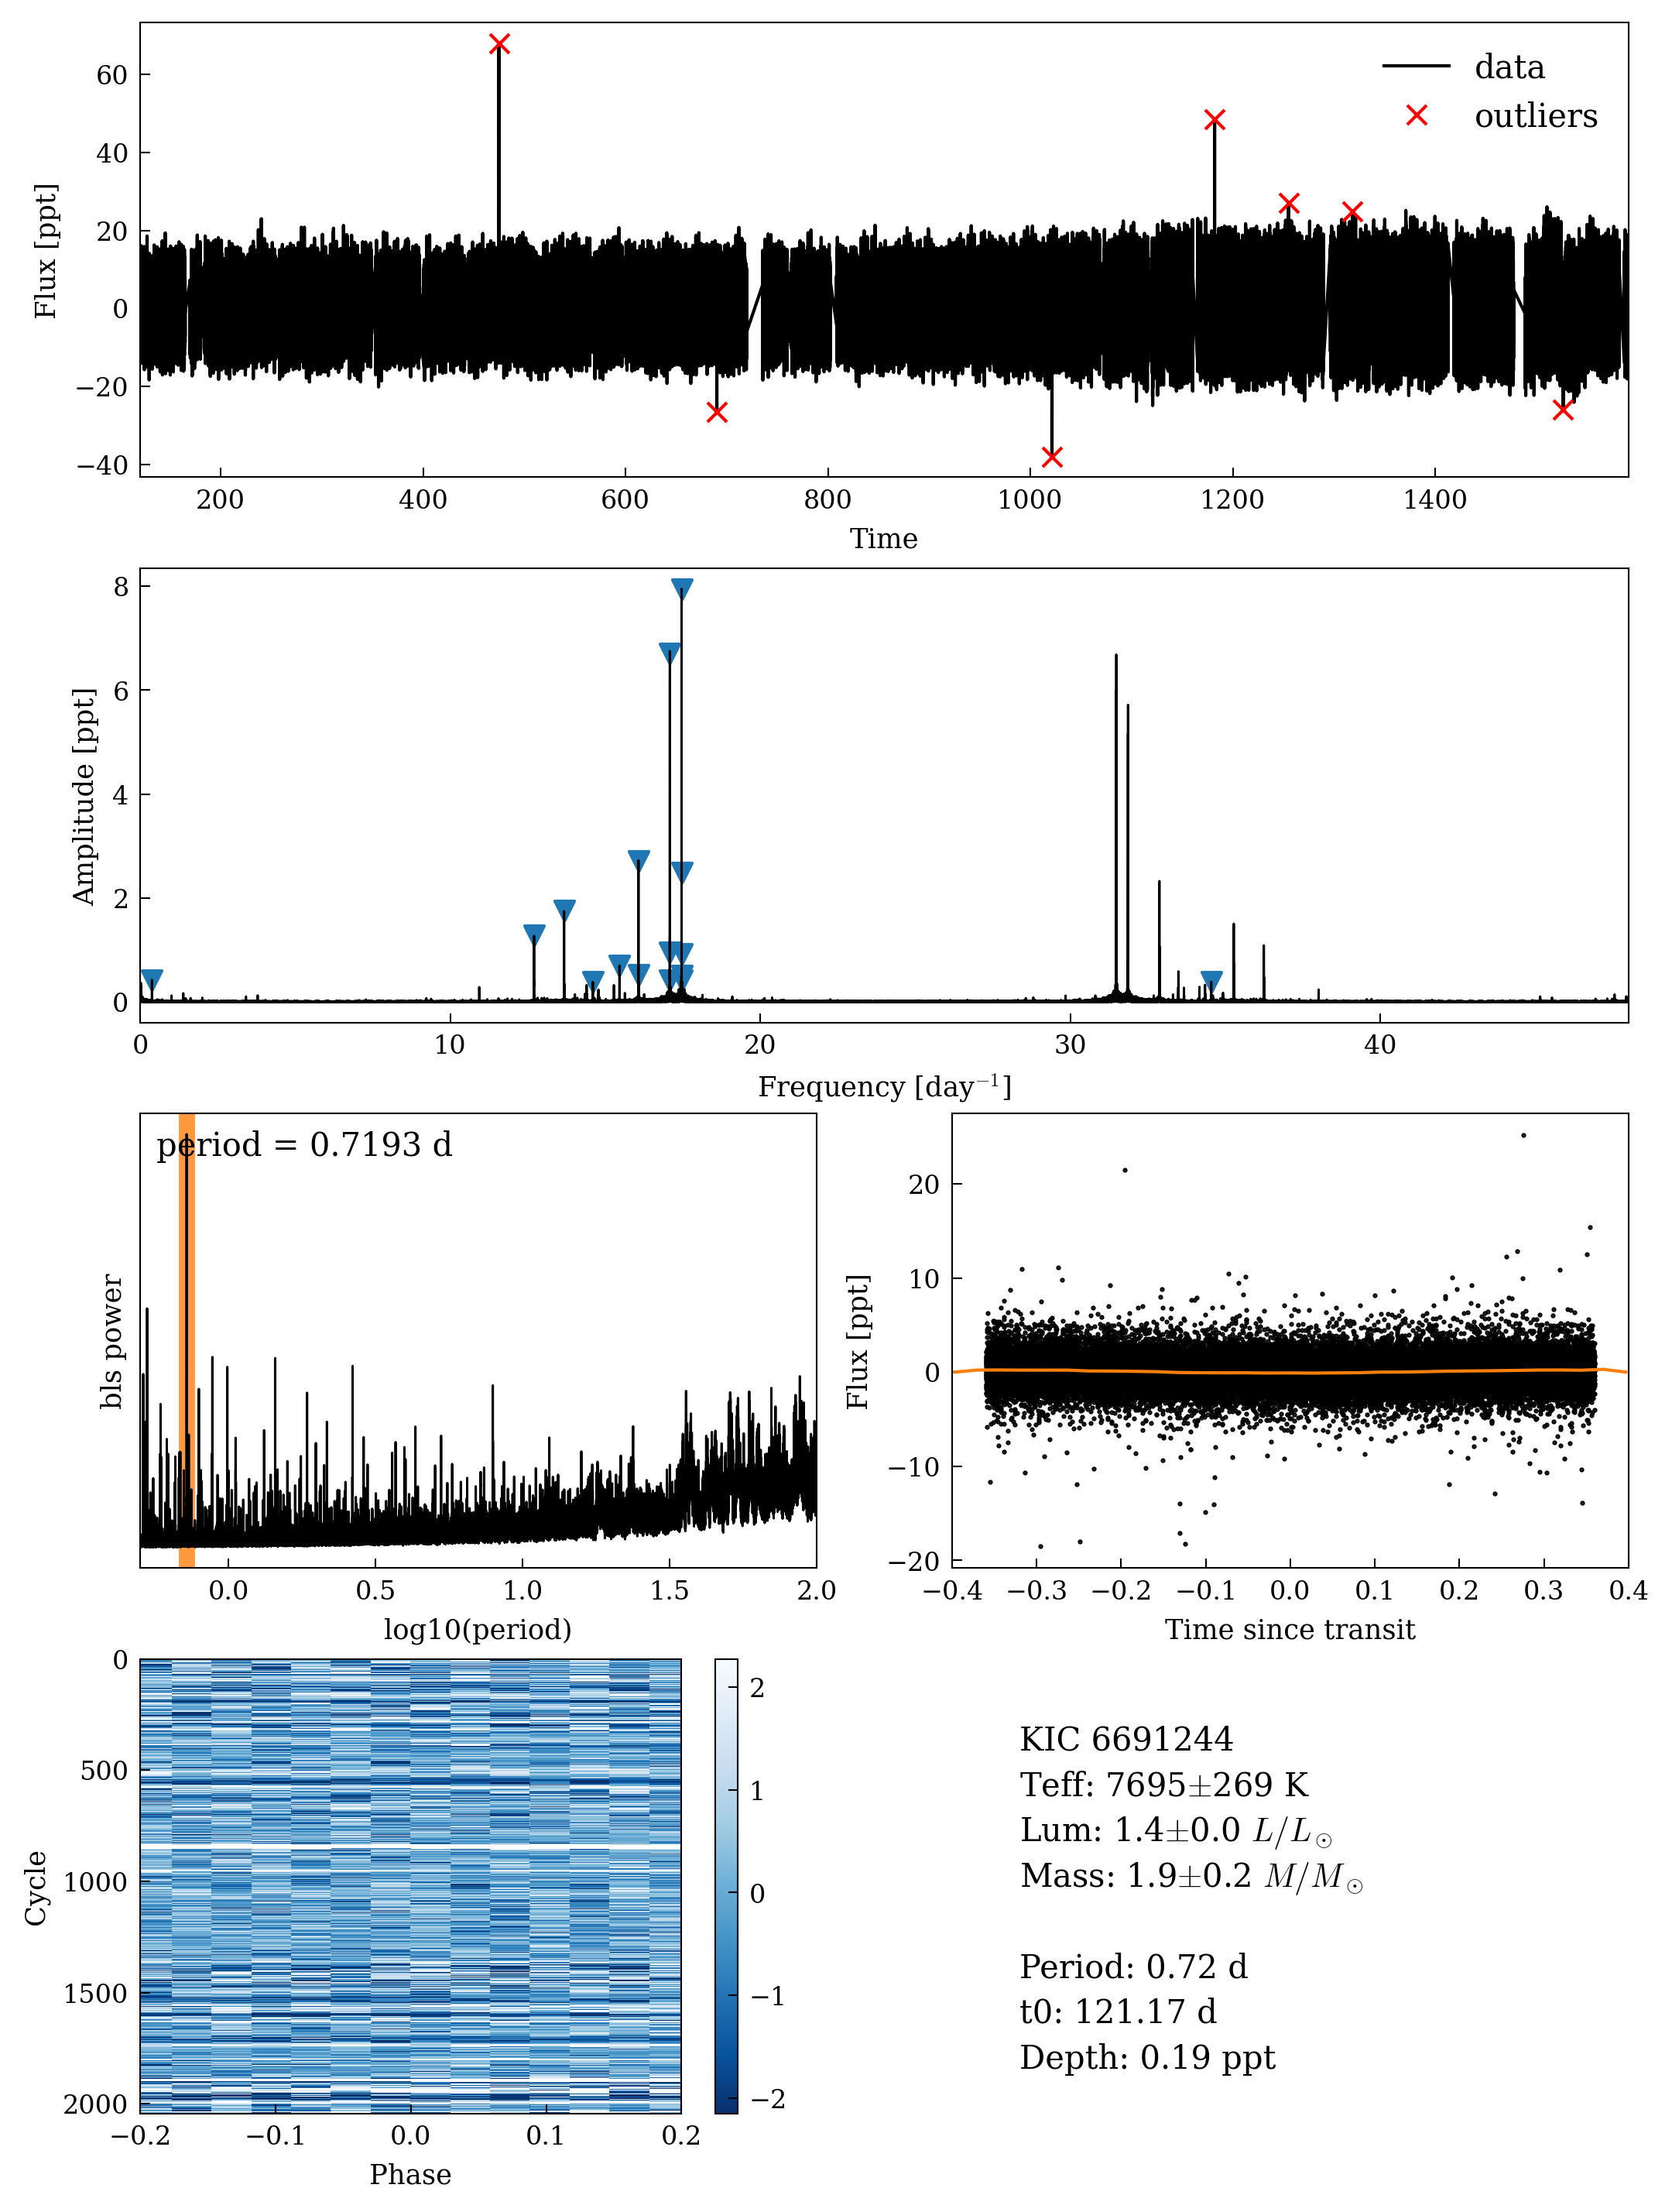 data
outliers
60
40
20
0
−20
−40
Flux [ppt]
200 400 600 800 1000 1200 1400
Time
8
6
4
2
0
Amplitude [ppt]
0 10 20 30 40
Frequency [day⁻¹]
period = 0.7193 d
bls power
0.0 0.5 1.0 1.5 2.0
log10(period)
20
10
0
−10
−20
Flux [ppt]
−0.4 −0.3 −0.2 −0.1 0.0 0.1 0.2 0.3 0.4
Time since transit
0
500
1000
1500
2000
Cycle
−0.2 −0.1 0.0 0.1 0.2
Phase
2
1
0
−1
−2
KIC 6691244
Teff: 7695±269 K
Lum: 1.4±0.0 L/L⊙
Mass: 1.9±0.2 M/M⊙
Period: 0.72 d
t0: 121.17 d
Depth: 0.19 ppt